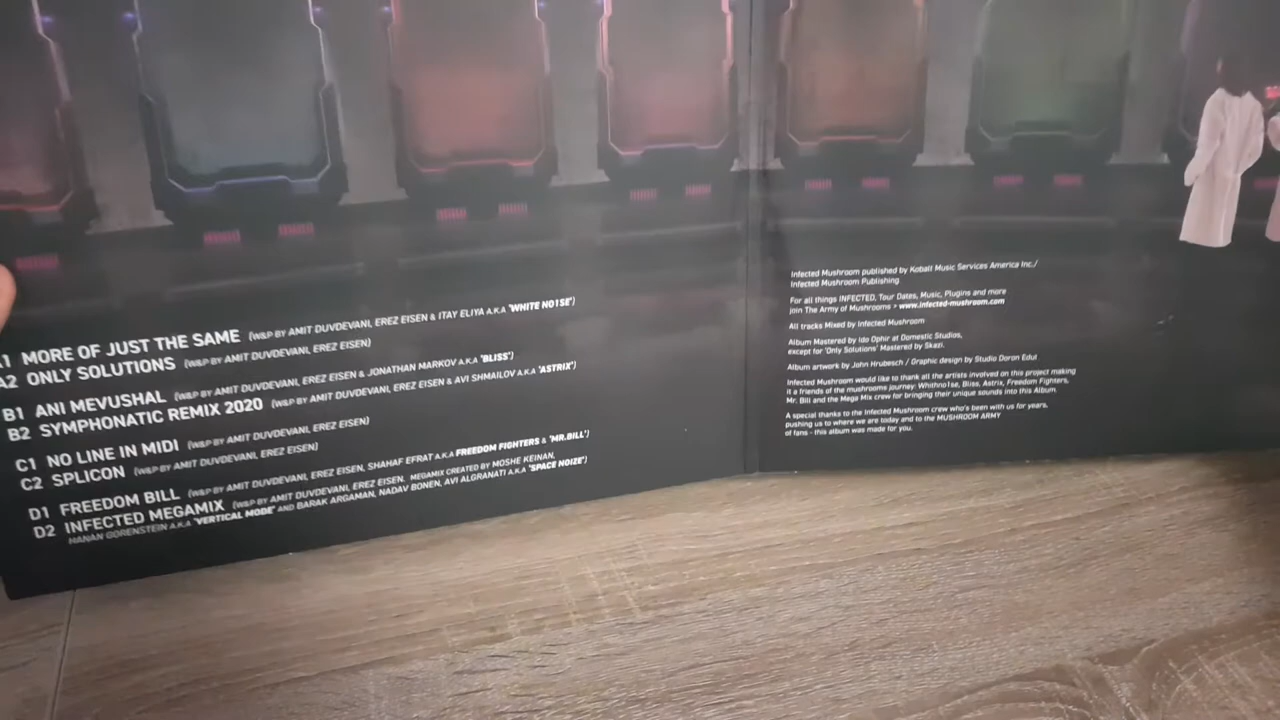 A1 MORE OF JUST THE SAME (W&P BY AMIT DUVDEVANI, EREZ EISEN & ITAY ELIYA A.K.A "WHITE NO1SE")
A2 ONLY SOLUTIONS (W&P BY AMIT DUVDEVANI, EREZ EISEN)
B1 ANI MEVUSHAL (W&P BY AMIT DUVDEVANI, EREZ EISEN & JONATHAN MARKOV A.K.A "BLISS")
B2 SYMPHONATIC REMIX 2020 (W&P BY AMIT DUVDEVANI, EREZ EISEN & AVI SHMAILOV A.K.A "ASTRIX")
C1 NO LINE IN MIDI (W&P BY AMIT DUVDEVANI, EREZ EISEN)
C2 SPLICON (W&P BY AMIT DUVDEVANI, EREZ EISEN)
D1 FREEDOM BILL (W&P BY AMIT DUVDEVANI, EREZ EISEN, SHAHAF EFRAT A.K.A FREEDOM FIGHTERS & "MR.BILL")
D2 INFECTED MEGAMIX (W&P BY AMIT DUVDEVANI, EREZ EISEN. MEGAMIX CREATED BY MOSHE KEINAN,
HANAN GORENSTEIN A.K.A "VERTICAL MODE" AND BARAK ARGAMAN, NADAV BONEN, AVI ALGRANATI A.K.A "SPACE NOIZE")
Infected Mushroom published by Kobalt Music Services America Inc./
Infected Mushroom Publishing
For all things INFECTED, Tour Dates, Music, Plugins and more
join The Army of Mushrooms > www.infected-mushroom.com
All tracks Mixed by Infected Mushroom
Album Mastered by Ido Ophir at Domestic Studios,
except for 'Only Solutions' Mastered by Skazi.
Album artwork by John Hrubesch / Graphic design by Studio Doron Edut
Infected Mushroom would like to thank all the artists involved on this project making
it a friends of the mushrooms journey: Whitno1se, Bliss, Astrix, Freedom Fighters,
Mr. Bill and the Mega Mix crew for bringing their unique sounds into this Album.
A special thanks to the Infected Mushroom crew who's been with us for years,
pushing us to where we are today and to the MUSHROOM ARMY
of fans - this album was made for you.